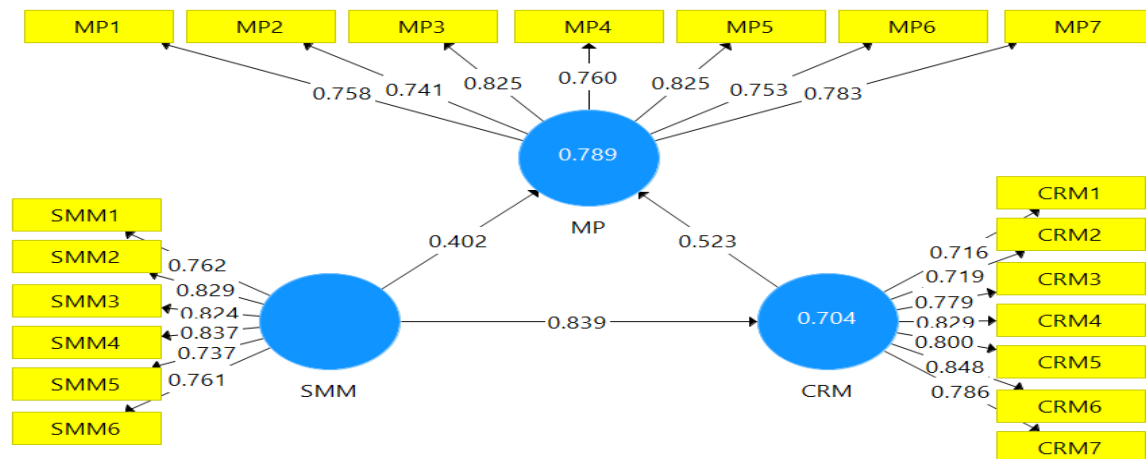 MP1 MP2 MP3 MP4 MP5 MP6 MP7
0.758 0.741 0.825 0.760 0.825 0.753 0.783
0.789
MP
0.402 0.523
SMM1
SMM2
SMM3
SMM4
SMM5
SMM6
0.762
0.829
0.824
0.837
0.737
0.761
SMM
0.839
0.704
CRM
0.716
0.719
0.779
0.829
0.800
0.848
0.786
CRM1
CRM2
CRM3
CRM4
CRM5
CRM6
CRM7